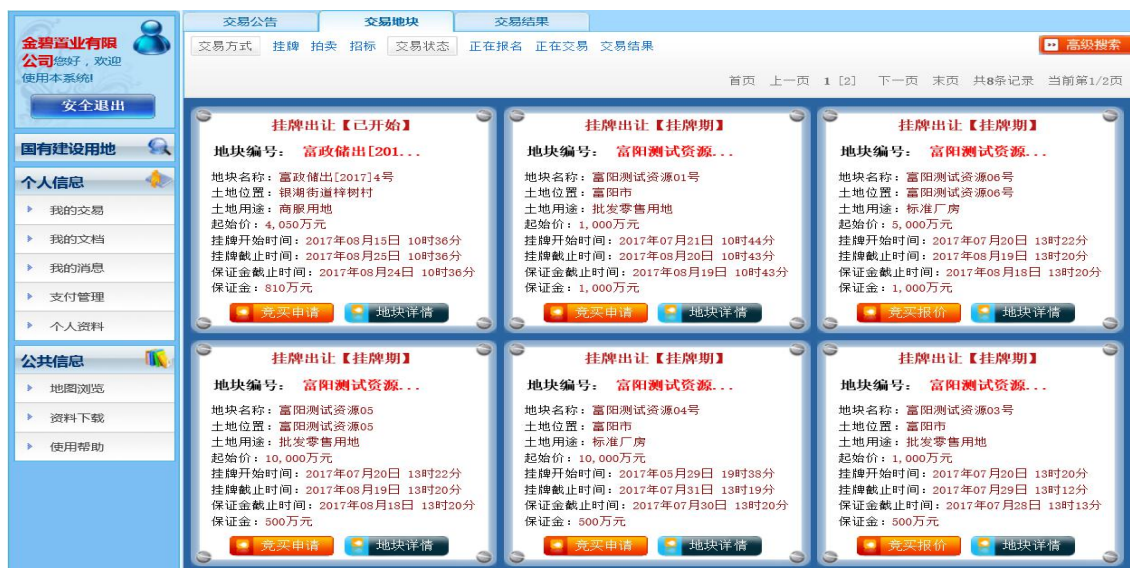 交易公告 交易地块 交易结果
金碧置业有限
公司您好，欢迎
使用本系统!
安全退出
国有建设用地
个人信息
我的交易
我的文档
我的消息
支付管理
个人资料
公共信息
地图浏览
资料下载
使用帮助
交易方式 挂牌 拍卖 招标 交易状态 正在报名 正在交易 交易结果 高级搜索
首页 上一页 1 [2] 下一页 末页 共8条记录 当前第1/2页
挂牌出让【已开始】
地块编号： 富政储出[201...
地块名称：富政储出[2017]4号
土地位置：银湖街道梓树村
土地用途：商服用地
起始价：4,050万元
挂牌开始时间：2017年08月15日 10时36分
挂牌截止时间：2017年08月25日 10时36分
保证金截止时间：2017年08月24日 10时36分
保证金：810万元
竞买申请 地块详情
挂牌出让【挂牌期】
地块编号： 富阳测试资源...
地块名称：富阳测试资源01号
土地位置：富阳市
土地用途：批发零售用地
起始价：1,000万元
挂牌开始时间：2017年07月21日 10时44分
挂牌截止时间：2017年08月20日 10时43分
保证金截止时间：2017年08月19日 10时43分
保证金：1,000万元
竞买申请 地块详情
挂牌出让【挂牌期】
地块编号： 富阳测试资源...
地块名称：富阳测试资源06号
土地位置：富阳测试资源06号
土地用途：标准厂房
起始价：5,000万元
挂牌开始时间：2017年07月20日 13时22分
挂牌截止时间：2017年08月19日 13时20分
保证金截止时间：2017年08月18日 13时20分
保证金：1,000万元
竞买报价 地块详情
挂牌出让【挂牌期】
地块编号： 富阳测试资源...
地块名称：富阳测试资源05
土地位置：富阳测试资源05
土地用途：批发零售用地
起始价：10,000万元
挂牌开始时间：2017年07月20日 13时22分
挂牌截止时间：2017年08月19日 13时20分
保证金截止时间：2017年08月18日 13时20分
保证金：500万元
竞买申请 地块详情
挂牌出让【挂牌期】
地块编号： 富阳测试资源...
地块名称：富阳测试资源04号
土地位置：富阳市
土地用途：标准厂房
起始价：10,000万元
挂牌开始时间：2017年05月29日 19时38分
挂牌截止时间：2017年07月31日 13时19分
保证金截止时间：2017年07月30日 13时20分
保证金：500万元
竞买申请 地块详情
挂牌出让【挂牌期】
地块编号： 富阳测试资源...
地块名称：富阳测试资源03号
土地位置：富阳市
土地用途：批发零售用地
起始价：1,000万元
挂牌开始时间：2017年07月20日 13时20分
挂牌截止时间：2017年07月29日 13时12分
保证金截止时间：2017年07月28日 13时13分
保证金：500万元
竞买报价 地块详情